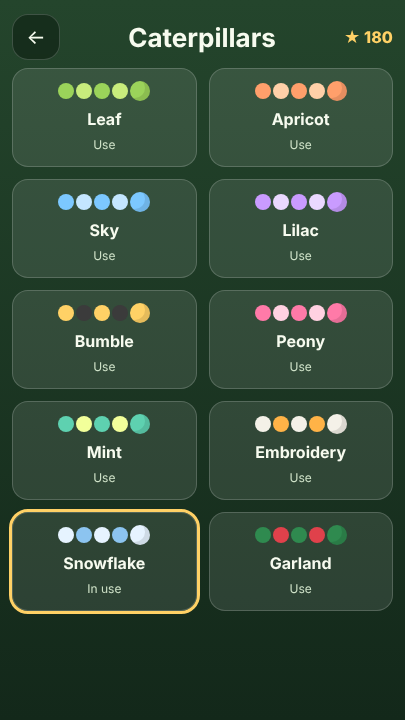 ← Caterpillars ★ 180
Leaf
Use
Apricot
Use
Sky
Use
Lilac
Use
Bumble
Use
Peony
Use
Mint
Use
Embroidery
Use
Snowflake
In use
Garland
Use